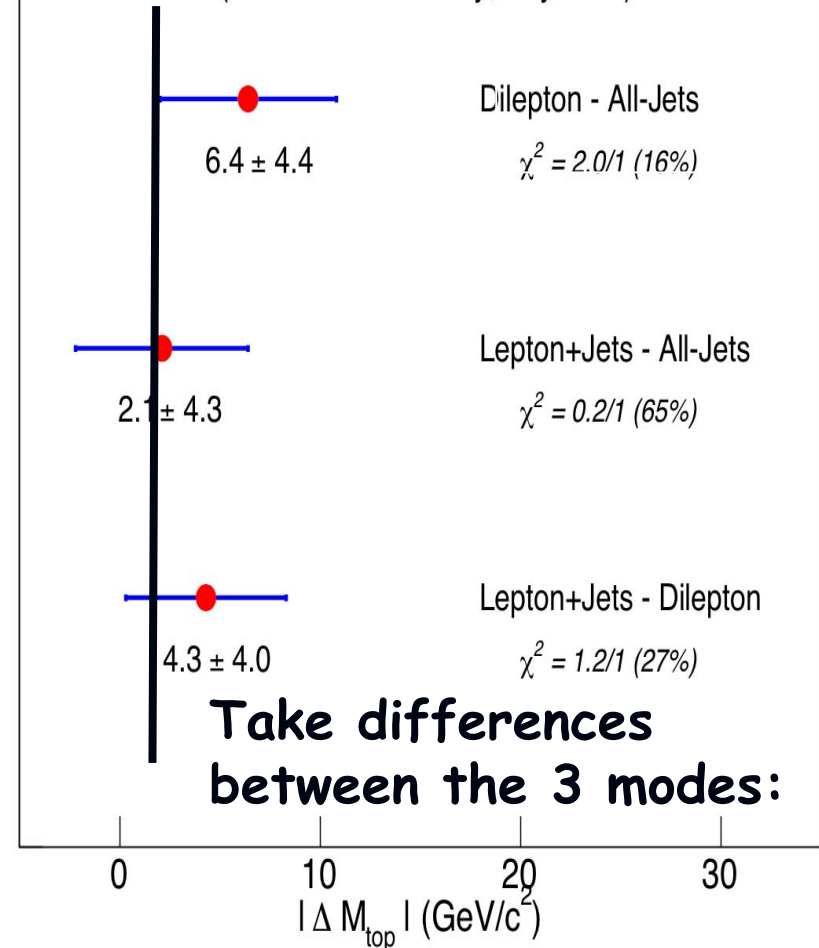 Dilepton - All-Jets
6.4 ± 4.4
χ² = 2.0/1 (16%)
Lepton+Jets - All-Jets
2.1 ± 4.3
χ² = 0.2/1 (65%)
Lepton+Jets - Dilepton
4.3 ± 4.0
χ² = 1.2/1 (27%)
Take differences
between the 3 modes:
0 10 20 30
| Δ M_top | (GeV/c²)